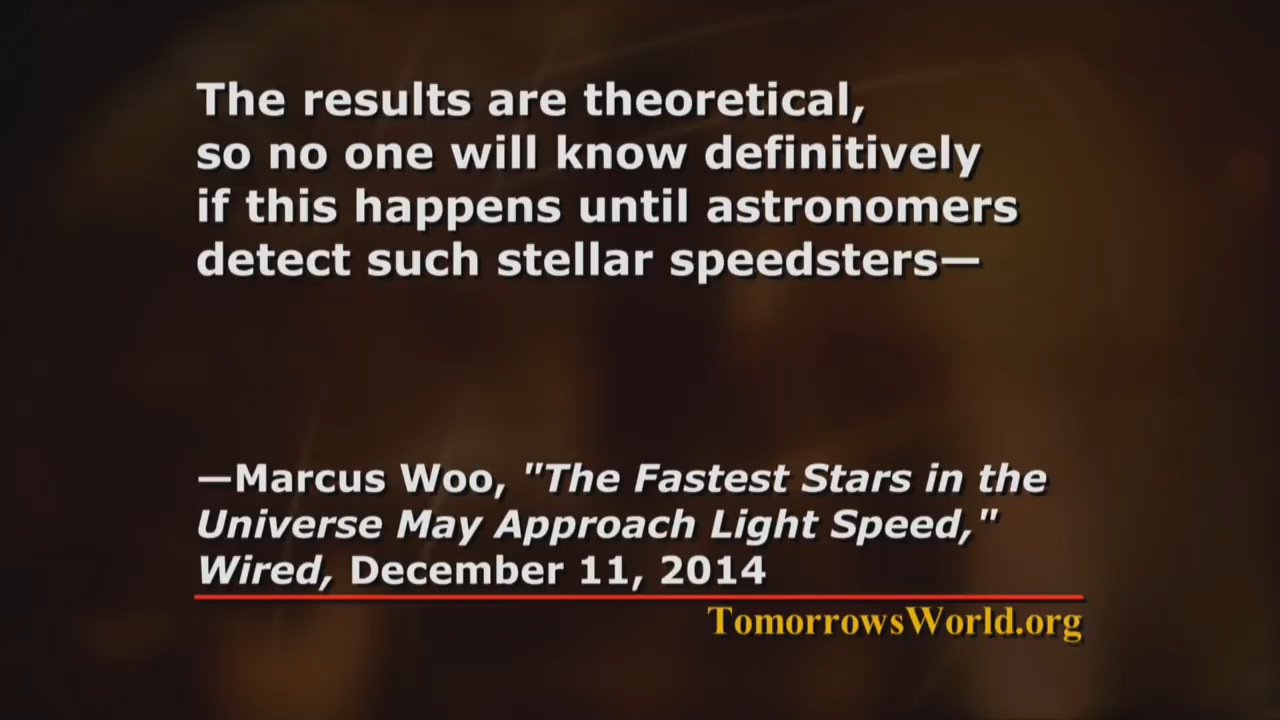 The results are theoretical,
so no one will know definitively
if this happens until astronomers
detect such stellar speedsters—
—Marcus Woo, "The Fastest Stars in the
Universe May Approach Light Speed,"
Wired, December 11, 2014
TomorrowsWorld.org